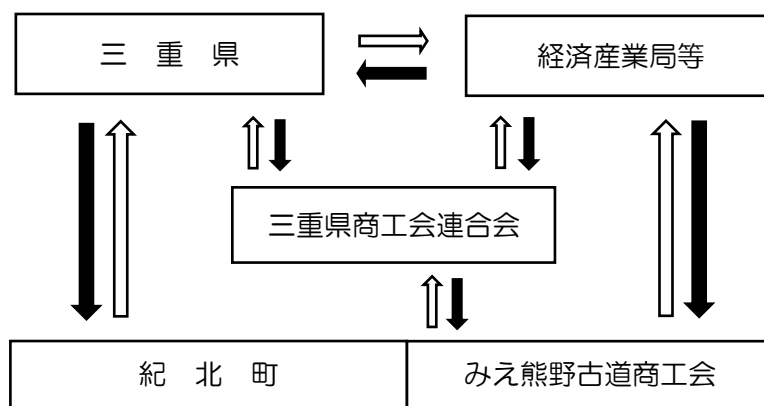 三　重　県
経済産業局等
三重県商工会連合会
紀　北　町
みえ熊野古道商工会